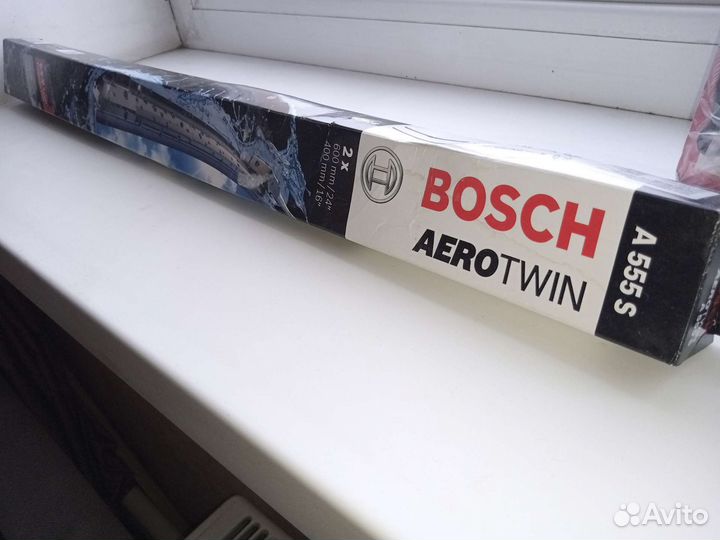 2 x
600 mm/24"
400 mm/16"
BOSCH
AEROTWIN
A 555 S
Avito